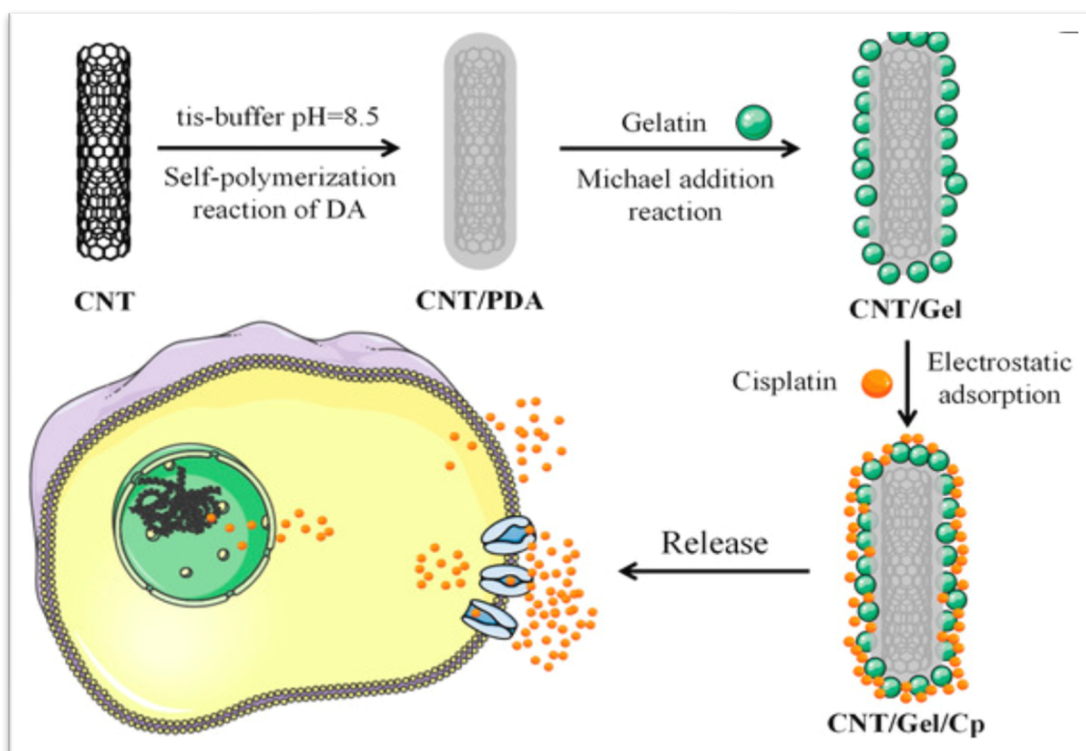 tis-buffer pH=8.5
Self-polymerization
reaction of DA
Gelatin
Michael addition
reaction
CNT
CNT/PDA
CNT/Gel
Cisplatin
Electrostatic
adsorption
Release
CNT/Gel/Cp